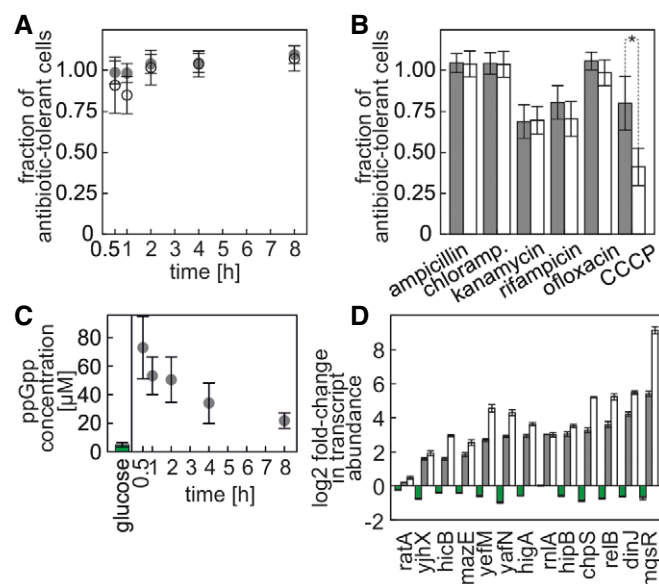 A
fraction of
antibiotic-tolerant cells
1.00
0.75
0.50
0.25
0
0.5 1 2 3 4 5 6 7 8
time [h]
B
fraction of
antibiotic-tolerant cells
1.00
0.75
0.50
0.25
0
*
ampicillin
chloramp.
kanamycin
rifampicin
ofloxacin
CCCP
C
ppGpp
concentration
[µM]
80
60
40
20
0
glucose
0.5 1 2 3 4 5 6 7 8
time [h]
D
log2 fold-change
in transcript
abundance
8
6
4
2
0
-2
ratA
yjhX
hicB
mazE
yefM
yafN
higA
rnlA
hipB
chpS
relB
dinJ
mqsR